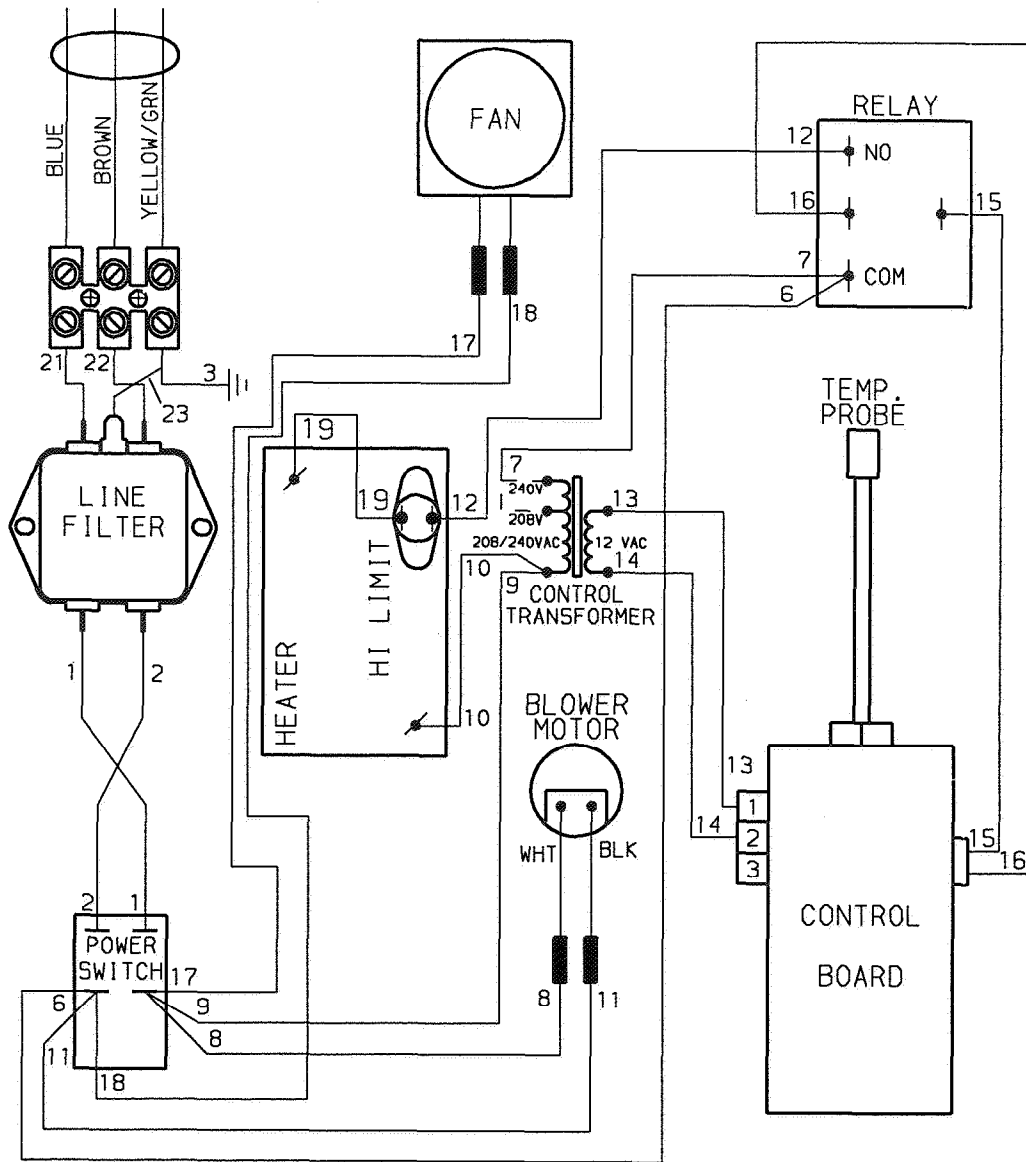 BLUE
BROWN
YELLOW/GRN
FAN
RELAY
12
NO
16
15
7
COM
6
18
17
21
22
3
23
TEMP.
PROBE
19
LINE
FILTER
19
12
HI LIMIT
HEATER
7
240V
1
208V
208/240VAC
12 VAC
13
14
10
9
CONTROL
TRANSFORMER
10
1
2
BLOWER
MOTOR
WHT
BLK
13
1
14
2
3
15
16
CONTROL
BOARD
2
1
POWER
SWITCH
17
6
9
8
11
18
8
11